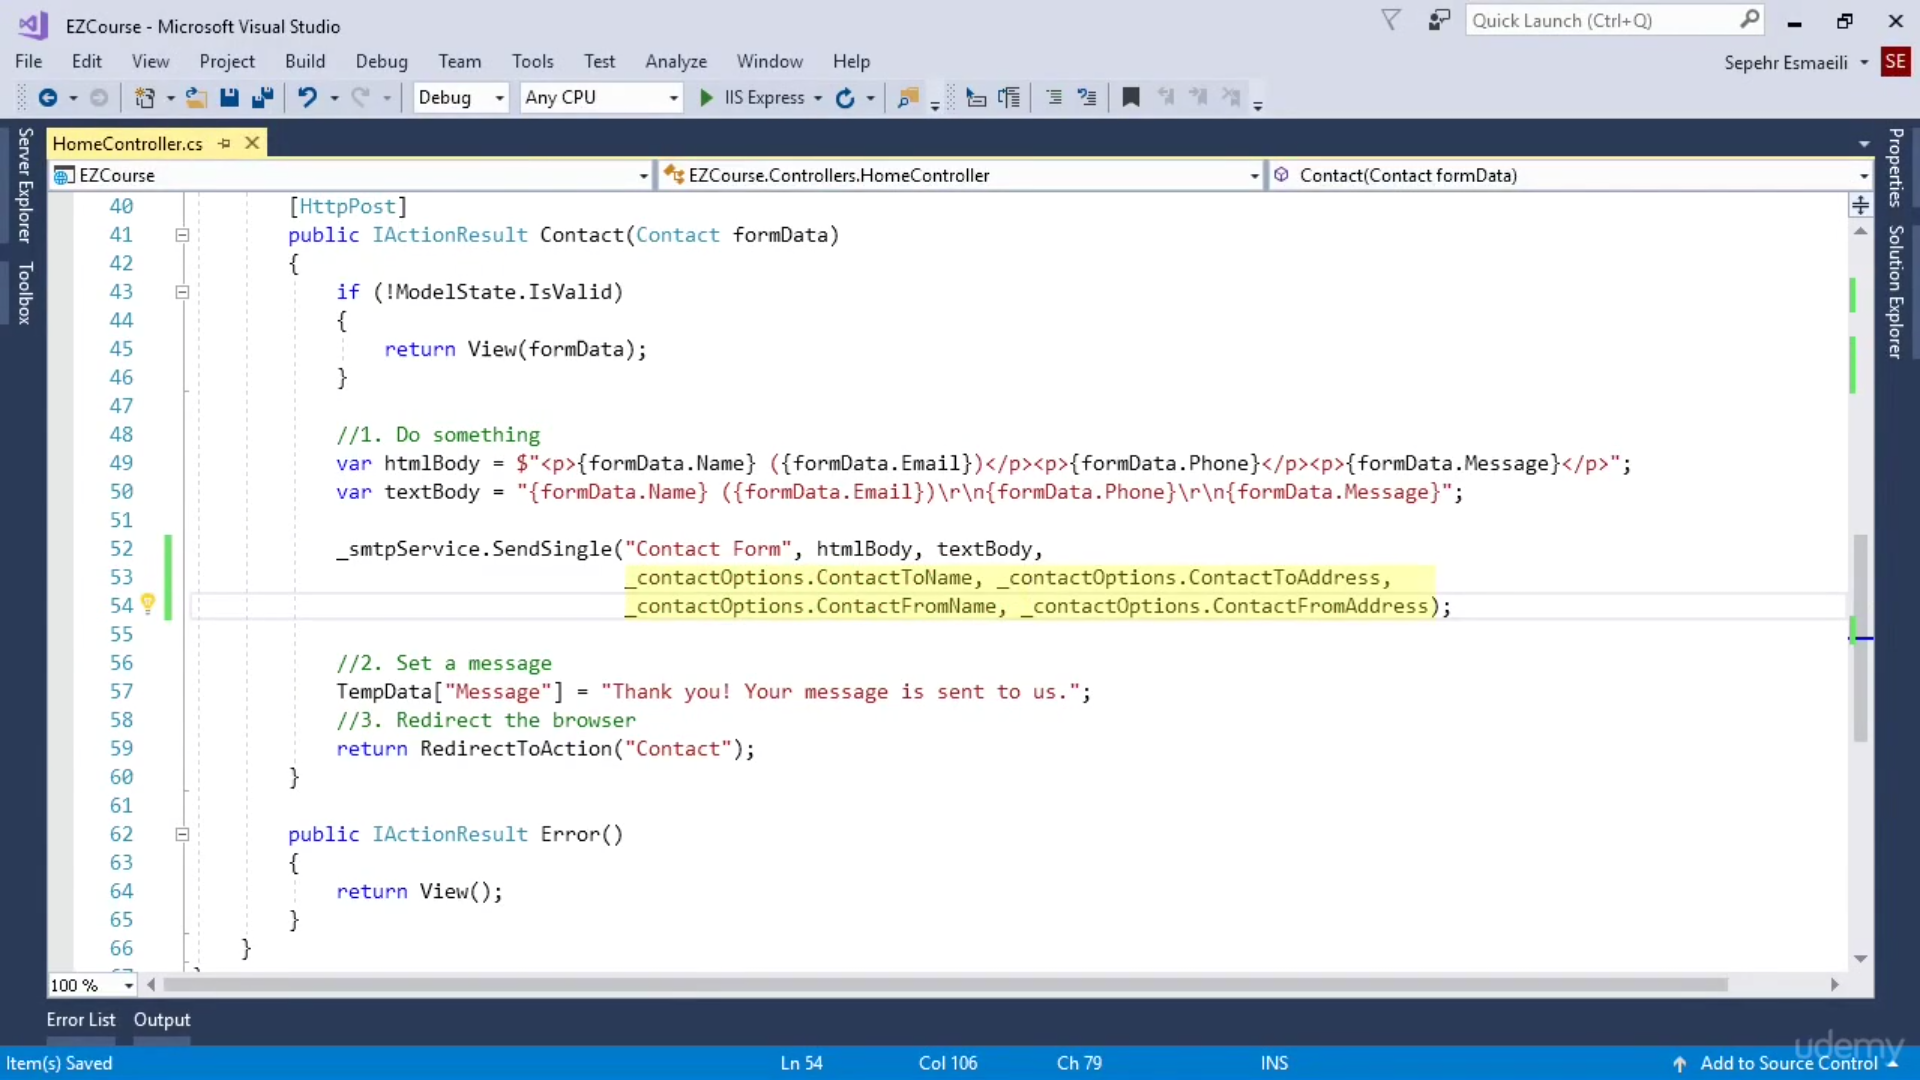 EZCourse - Microsoft Visual Studio
Quick Launch (Ctrl+Q)
File Edit View Project Build Debug Team Tools Test Analyze Window Help
Sepehr Esmaeili SE
Debug Any CPU IIS Express
Server Explorer
Toolbox
Properties
Solution Explorer
HomeController.cs
EZCourse EZCourse.Controllers.HomeController Contact(Contact formData)
40 [HttpPost]
41 public IActionResult Contact(Contact formData)
42 {
43 if (!ModelState.IsValid)
44 {
45 return View(formData);
46 }
47
48 //1. Do something
49 var htmlBody = $"<p>{formData.Name} ({formData.Email})</p><p>{formData.Phone}</p><p>{formData.Message}</p>";
50 var textBody = "{formData.Name} ({formData.Email})\r\n{formData.Phone}\r\n{formData.Message}";
51
52 _smtpService.SendSingle("Contact Form", htmlBody, textBody,
53 _contactOptions.ContactToName, _contactOptions.ContactToAddress,
54 _contactOptions.ContactFromName, _contactOptions.ContactFromAddress);
55
56 //2. Set a message
57 TempData["Message"] = "Thank you! Your message is sent to us.";
58 //3. Redirect the browser
59 return RedirectToAction("Contact");
60 }
61
62 public IActionResult Error()
63 {
64 return View();
65 }
66 }
100 %
Error List Output
udemy
Item(s) Saved Ln 54 Col 106 Ch 79 INS Add to Source Control